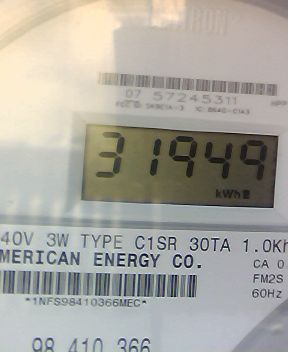 07 57245311
31949
kWh
40V 3W TYPE C1SR 30TA 1.0Kh
MERICAN ENERGY CO.
CA 0
FM2S
60Hz
*1NFS98410366MEC*
98 410 366